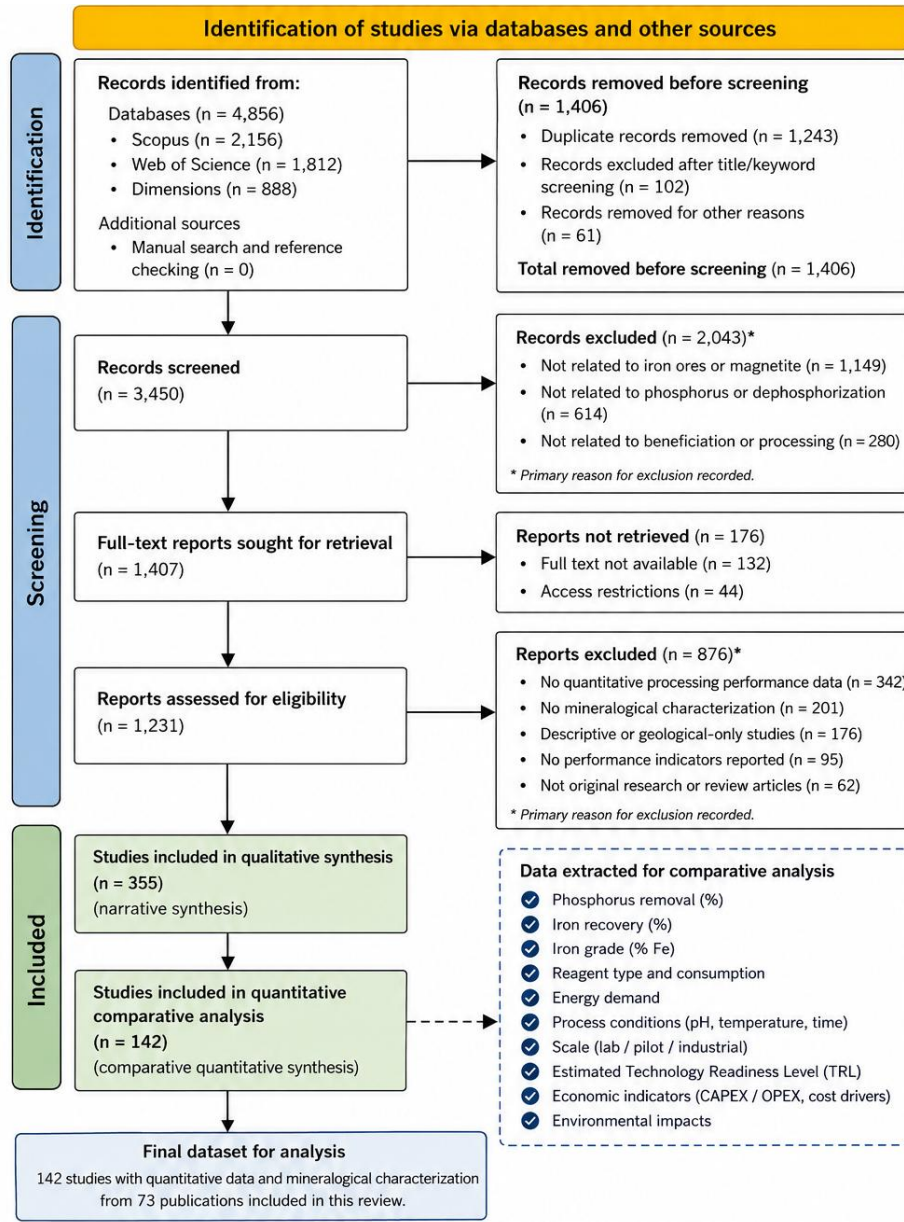 Identification of studies via databases and other sources
Identification
Records identified from:
Databases (n = 4,856)
• Scopus (n = 2,156)
• Web of Science (n = 1,812)
• Dimensions (n = 888)
Additional sources
• Manual search and reference
checking (n = 0)
Records removed before screening
(n = 1,406)
• Duplicate records removed (n = 1,243)
• Records excluded after title/keyword
screening (n = 102)
• Records removed for other reasons
(n = 61)
Total removed before screening (n = 1,406)
Screening
Records screened
(n = 3,450)
Records excluded (n = 2,043)*
• Not related to iron ores or magnetite (n = 1,149)
• Not related to phosphorus or dephosphorization
(n = 614)
• Not related to beneficiation or processing (n = 280)
* Primary reason for exclusion recorded.
Full-text reports sought for retrieval
(n = 1,407)
Reports not retrieved (n = 176)
• Full text not available (n = 132)
• Access restrictions (n = 44)
Reports assessed for eligibility
(n = 1,231)
Reports excluded (n = 876)*
• No quantitative processing performance data (n = 342)
• No mineralogical characterization (n = 201)
• Descriptive or geological-only studies (n = 176)
• No performance indicators reported (n = 95)
• Not original research or review articles (n = 62)
* Primary reason for exclusion recorded.
Included
Studies included in qualitative synthesis
(n = 355)
(narrative synthesis)
Studies included in quantitative
comparative analysis
(n = 142)
(comparative quantitative synthesis)
Data extracted for comparative analysis
Phosphorus removal (%)
Iron recovery (%)
Iron grade (% Fe)
Reagent type and consumption
Energy demand
Process conditions (pH, temperature, time)
Scale (lab / pilot / industrial)
Estimated Technology Readiness Level (TRL)
Economic indicators (CAPEX / OPEX, cost drivers)
Environmental impacts
Final dataset for analysis
142 studies with quantitative data and mineralogical characterization
from 73 publications included in this review.